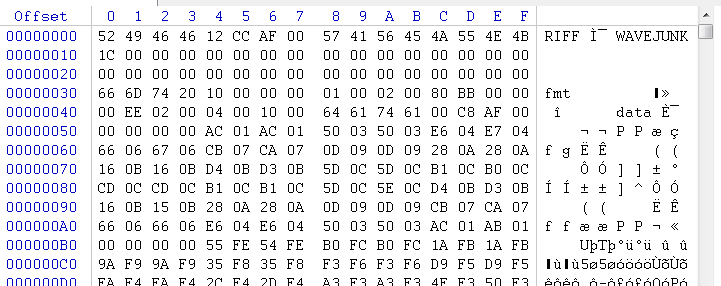 Offset 0 1 2 3 4 5 6 7 8 9 A B C D E F
00000000 52 49 46 46 12 CC AF 00 57 41 56 45 4A 55 4E 4B RIFF Ì¯ WAVEJUNK
00000010 1C 00 00 00 00 00 00 00 00 00 00 00 00 00 00 00
00000020 00 00 00 00 00 00 00 00 00 00 00 00 00 00 00 00
00000030 66 6D 74 20 10 00 00 00 01 00 02 00 80 BB 00 00 fmt »
00000040 00 EE 02 00 04 00 10 00 64 61 74 61 00 C8 AF 00 î data È¯
00000050 00 00 00 00 AC 01 AC 01 50 03 50 03 E6 04 E7 04 ¬ ¬ P P æ ç
00000060 66 06 67 06 CB 07 CA 07 0D 09 0D 09 28 0A 28 0A f g Ë Ê ( (
00000070 16 0B 16 0B D4 0B D3 0B 5D 0C 5D 0C B1 0C B0 0C Ô Ó ] ] ± °
00000080 CD 0C CD 0C B1 0C B1 0C 5D 0C 5E 0C D4 0B D3 0B Í Í ± ± ] ^ Ô Ó
00000090 16 0B 15 0B 28 0A 28 0A 0D 09 0D 09 CB 07 CA 07 ( ( Ë Ê
000000A0 66 06 66 06 E6 04 E6 04 50 03 50 03 AC 01 AB 01 f f æ æ P P ¬ «
000000B0 00 00 00 00 55 FE 54 FE B0 FC B0 FC 1A FB 1A FB UþTþ°ü°ü û û
000000C0 9A F9 9A F9 35 F8 35 F8 F3 F6 F3 F6 D9 F5 D9 F5 ù ù5ø5øóöóöÙõÙõ